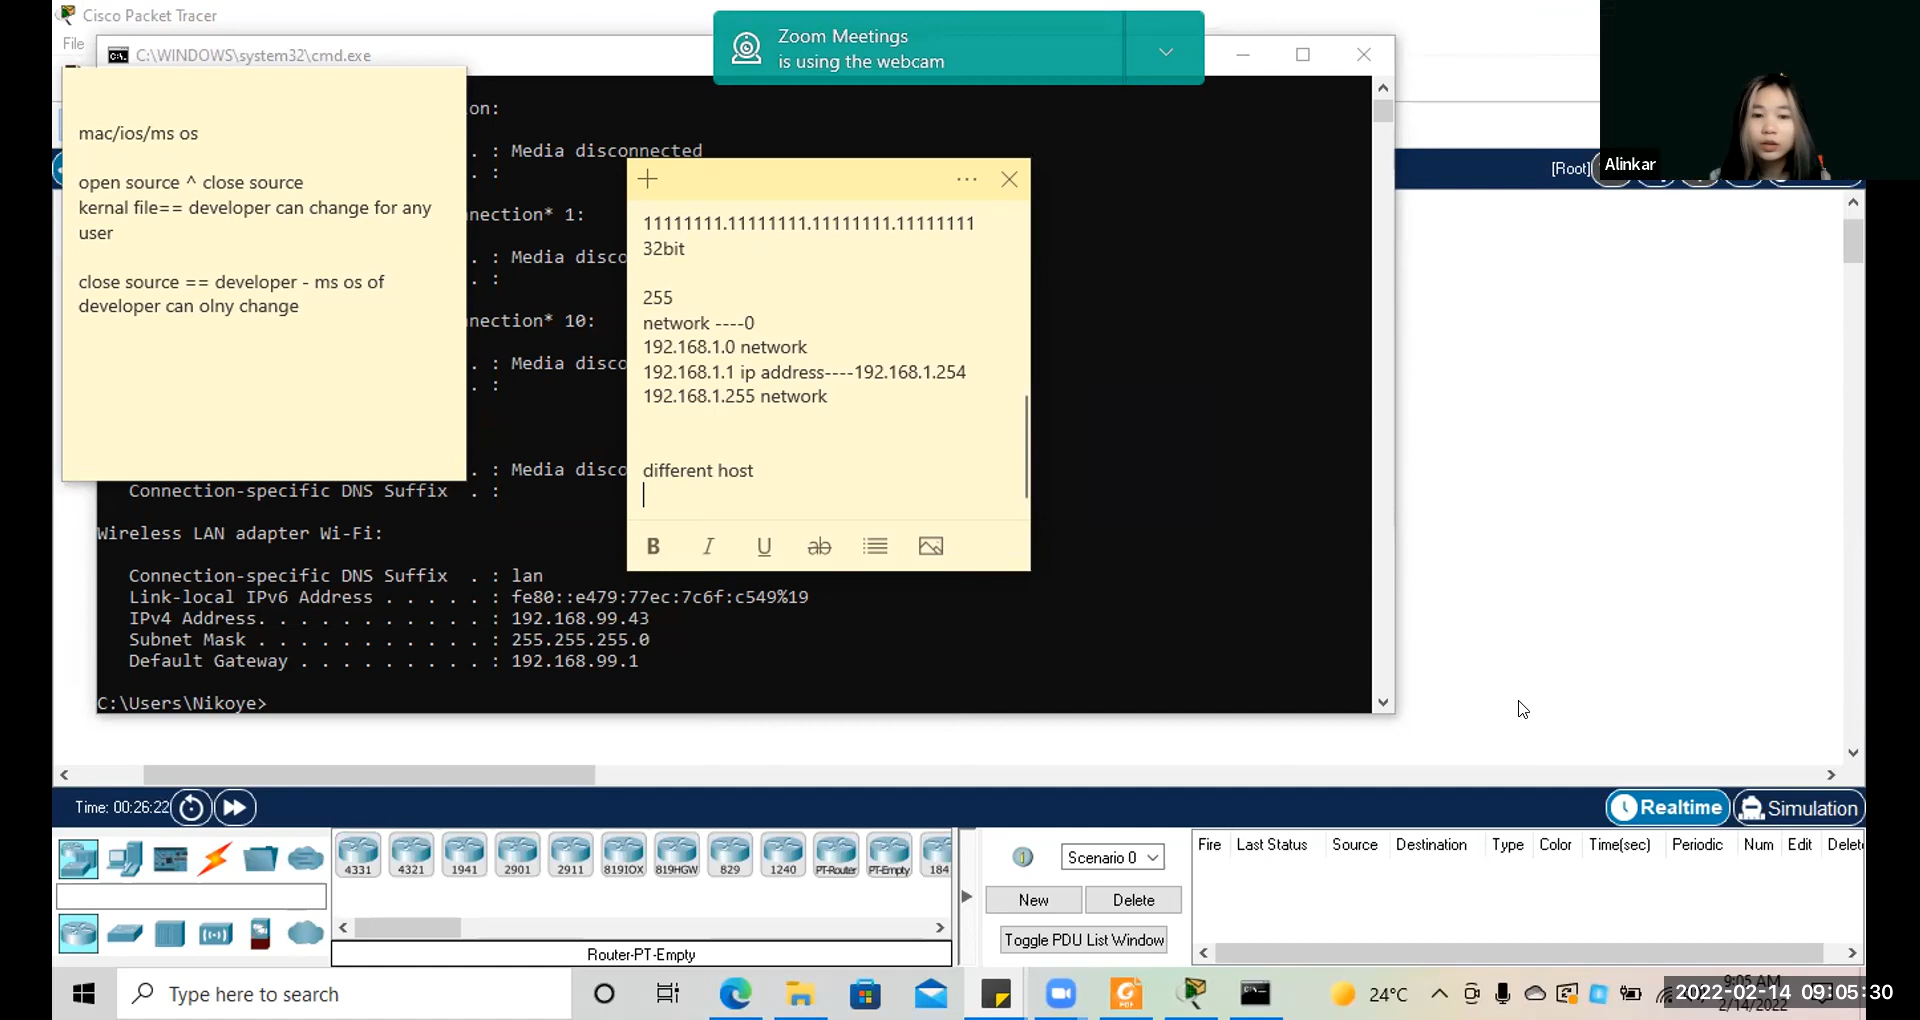 Cisco Packet Tracer
File
C:\WINDOWS\system32\cmd.exe
Zoom Meetings
is using the webcam
Alinkar
[Root]
mac/ios/ms os
open source ^ close source
kernal file== developer can change for any
user
close source == developer - ms os of
developer can olny change
on:
. : Media disconnected
. :
nection* 1:
. : Media disco
. :
nection* 10:
. : Media disco
. :
. : Media disco
Connection-specific DNS Suffix . :
Wireless LAN adapter Wi-Fi:
Connection-specific DNS Suffix . : lan
Link-local IPv6 Address . . . . . : fe80::e479:77ec:7c6f:c549%19
IPv4 Address. . . . . . . . . . . : 192.168.99.43
Subnet Mask . . . . . . . . . . . : 255.255.255.0
Default Gateway . . . . . . . . . : 192.168.99.1
C:\Users\Nikoye>
11111111.11111111.11111111.11111111
32bit
255
network ----0
192.168.1.0 network
192.168.1.1 ip address----192.168.1.254
192.168.1.255 network
different host
B I U ab
Time: 00:26:22
Realtime
Simulation
4331 4321 1941 2901 2911 819IOX 819HGW 829 1240 PT-Router PT-Empty 184
Router-PT-Empty
Scenario 0
New
Delete
Toggle PDU List Window
Fire Last Status Source Destination Type Color Time(sec) Periodic Num Edit Delete
Type here to search
24°C
9:05 AM
2/14/2022
2022-02-14 09:05:30